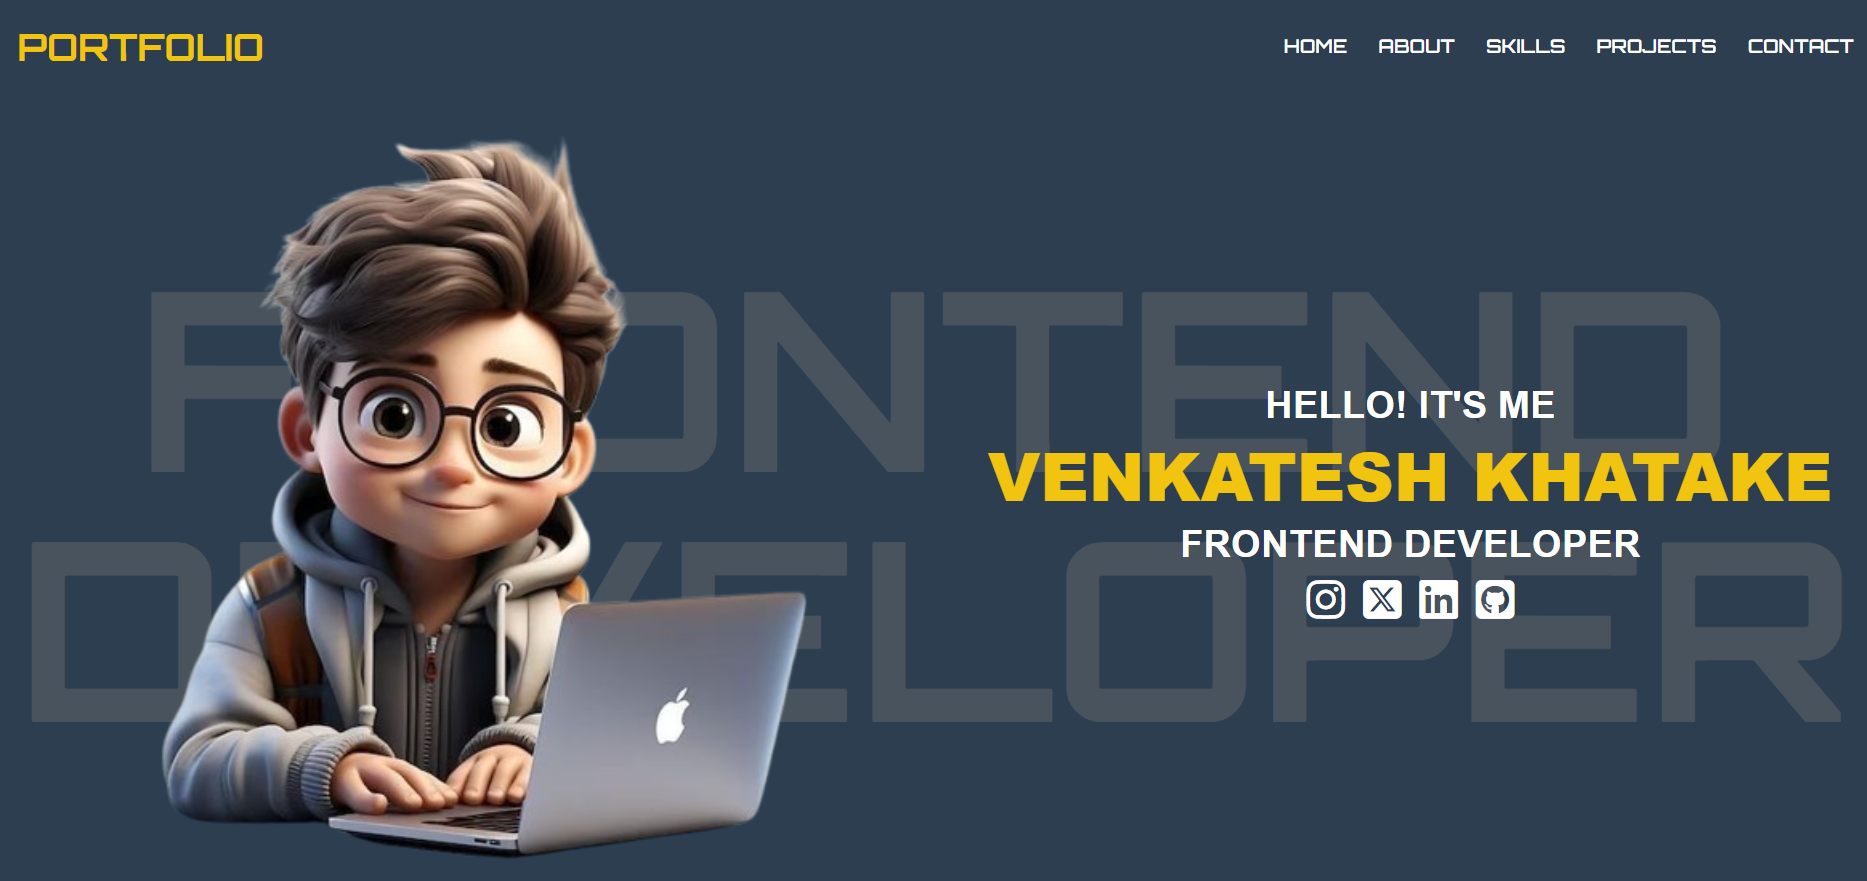 PORTFOLIO
HOME ABOUT SKILLS PROJECTS CONTACT
FRONTEND
DEVELOPER
HELLO! IT'S ME
VENKATESH KHATAKE
FRONTEND DEVELOPER